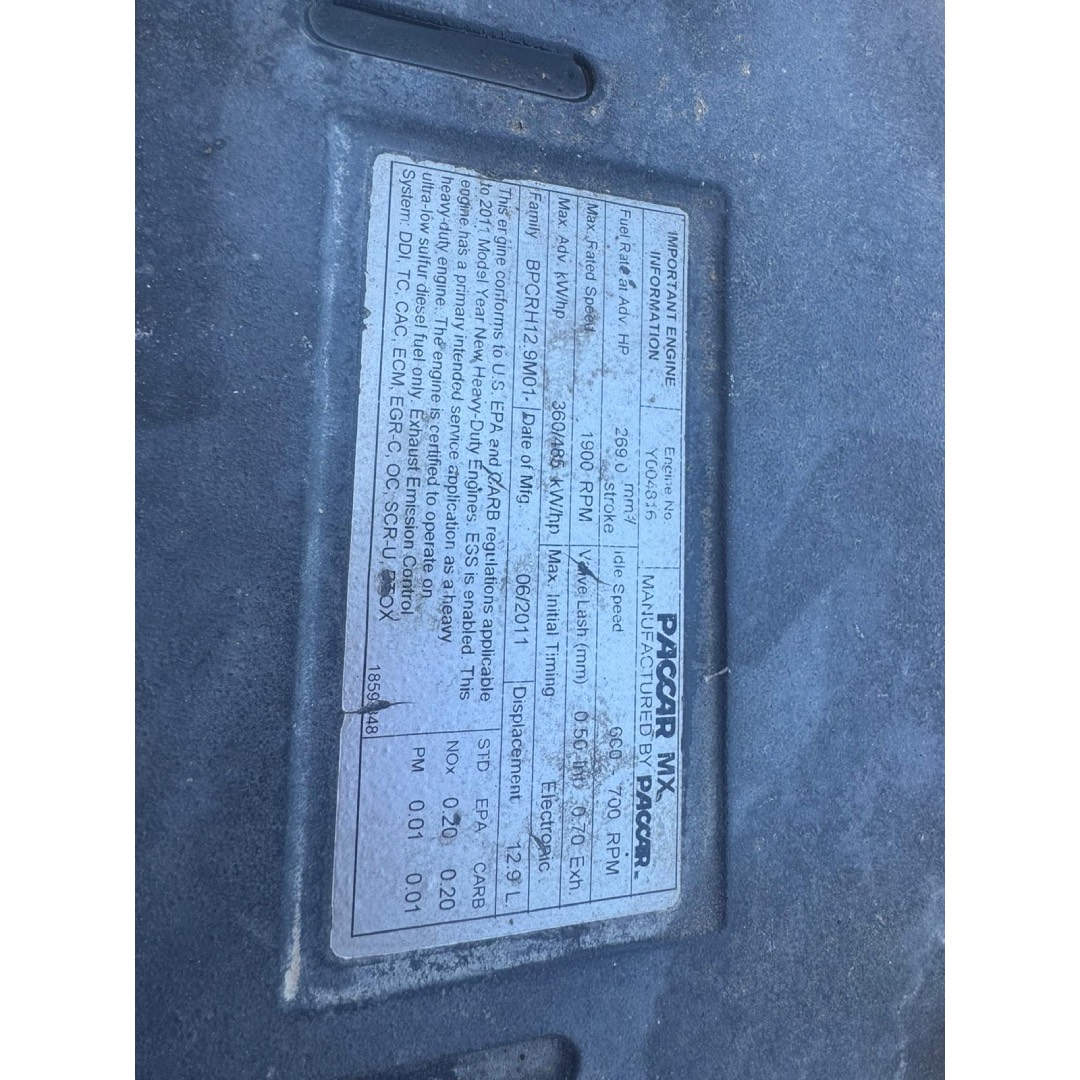 IMPORTANT ENGINE
INFORMATION
Engine No.
Y004816
PACCAR MX
MANUFACTURED BY PACCAR
Fuel Rate at Adv. HP 269.0 mm³/
stroke
Idle Speed 600 - 700 RPM
Max. Rated Speed 1900 RPM
Valve Lash (mm) 0.50 Int. 0.70 Exh.
Max. Adv. kW/hp 360/485 kW/hp
Max. Initial Timing Electronic
Family BPCRH12.9M01
Date of Mfg. 06/2011
Displacement 12.9 L.
This engine conforms to U.S. EPA and CARB regulations applicable
to 2011 Model Year New Heavy-Duty Engines. ESS is enabled. This
engine has a primary intended service application as a heavy
heavy-duty engine. The engine is certified to operate on
ultra-low sulfur diesel fuel only. Exhaust Emission Control
System: DDI, TC, CAC, ECM, EGR-C, OC, SCR-U, PTOX
STD EPA CARB
NOx 0.20 0.20
PM 0.01 0.01